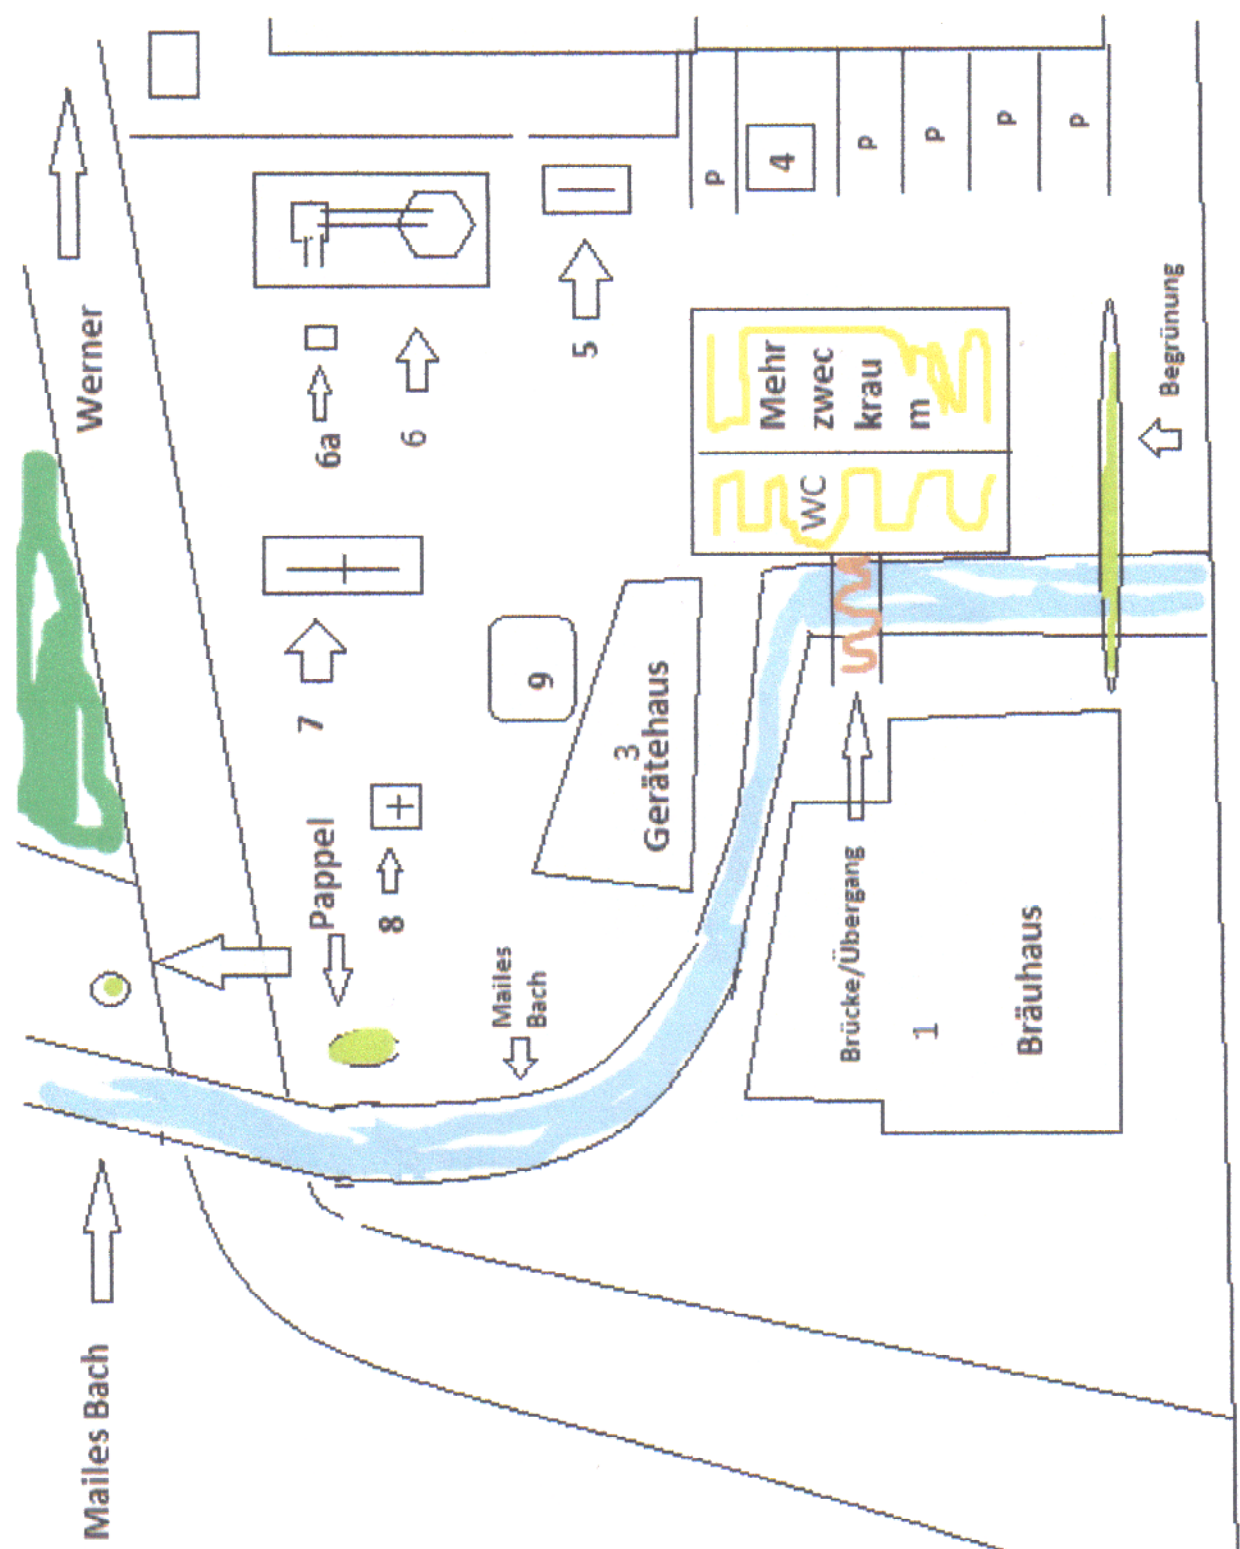 Mailes Bach
Werner
Pappel
7
6a
8
6
Mailes
Bach
9
5
3
Gerätehaus
P
4
P
P
P
P
WC
Mehr
zwec
krau
m
Brücke/Übergang
1
Bräuhaus
Begrünung